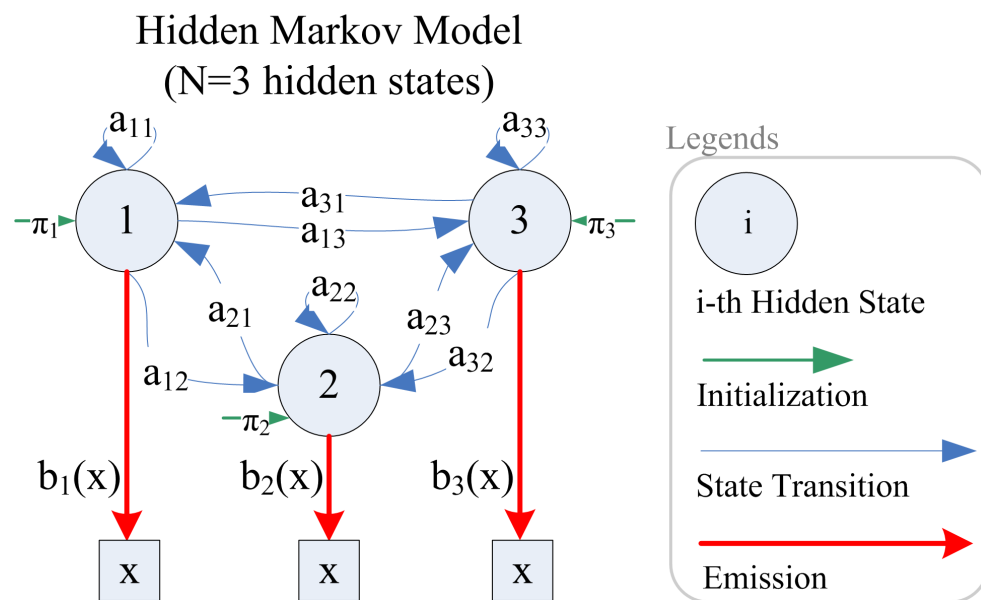 Hidden Markov Model
(N=3 hidden states)
a₁₁
a₃₃
Legends
a₃₁
1
3
i
π₁
a₁₃
π₃
a₂₂
i-th Hidden State
a₂₁
a₂₃
a₃₂
a₁₂
2
Initialization
π₂
b₁(x)
b₂(x)
b₃(x)
State Transition
x
x
x
Emission